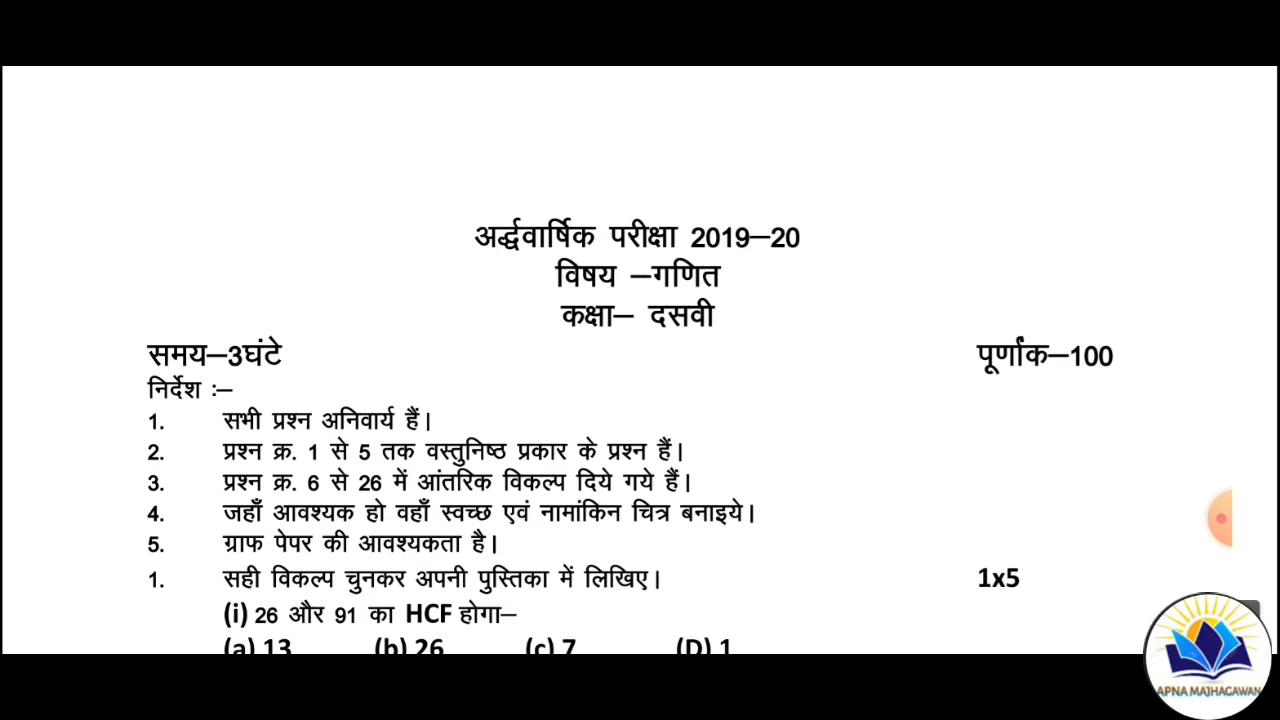 अर्द्धवार्षिक परीक्षा 2019–20
विषय –गणित
कक्षा– दसवी
समय–3घंटे पूर्णांक–100
निर्देश :–
1. सभी प्रश्न अनिवार्य हैं।
2. प्रश्न क्र. 1 से 5 तक वस्तुनिष्ठ प्रकार के प्रश्न हैं।
3. प्रश्न क्र. 6 से 26 में आंतरिक विकल्प दिये गये हैं।
4. जहाँ आवश्यक हो वहाँ स्वच्छ एवं नामांकिन चित्र बनाइये।
5. ग्राफ पेपर की आवश्यकता है।
1. सही विकल्प चुनकर अपनी पुस्तिका में लिखिए। 1x5
(i) 26 और 91 का HCF होगा–
(a) 13 (b) 26 (c) 7 (D) 1
APNA MAJHAGAWAN